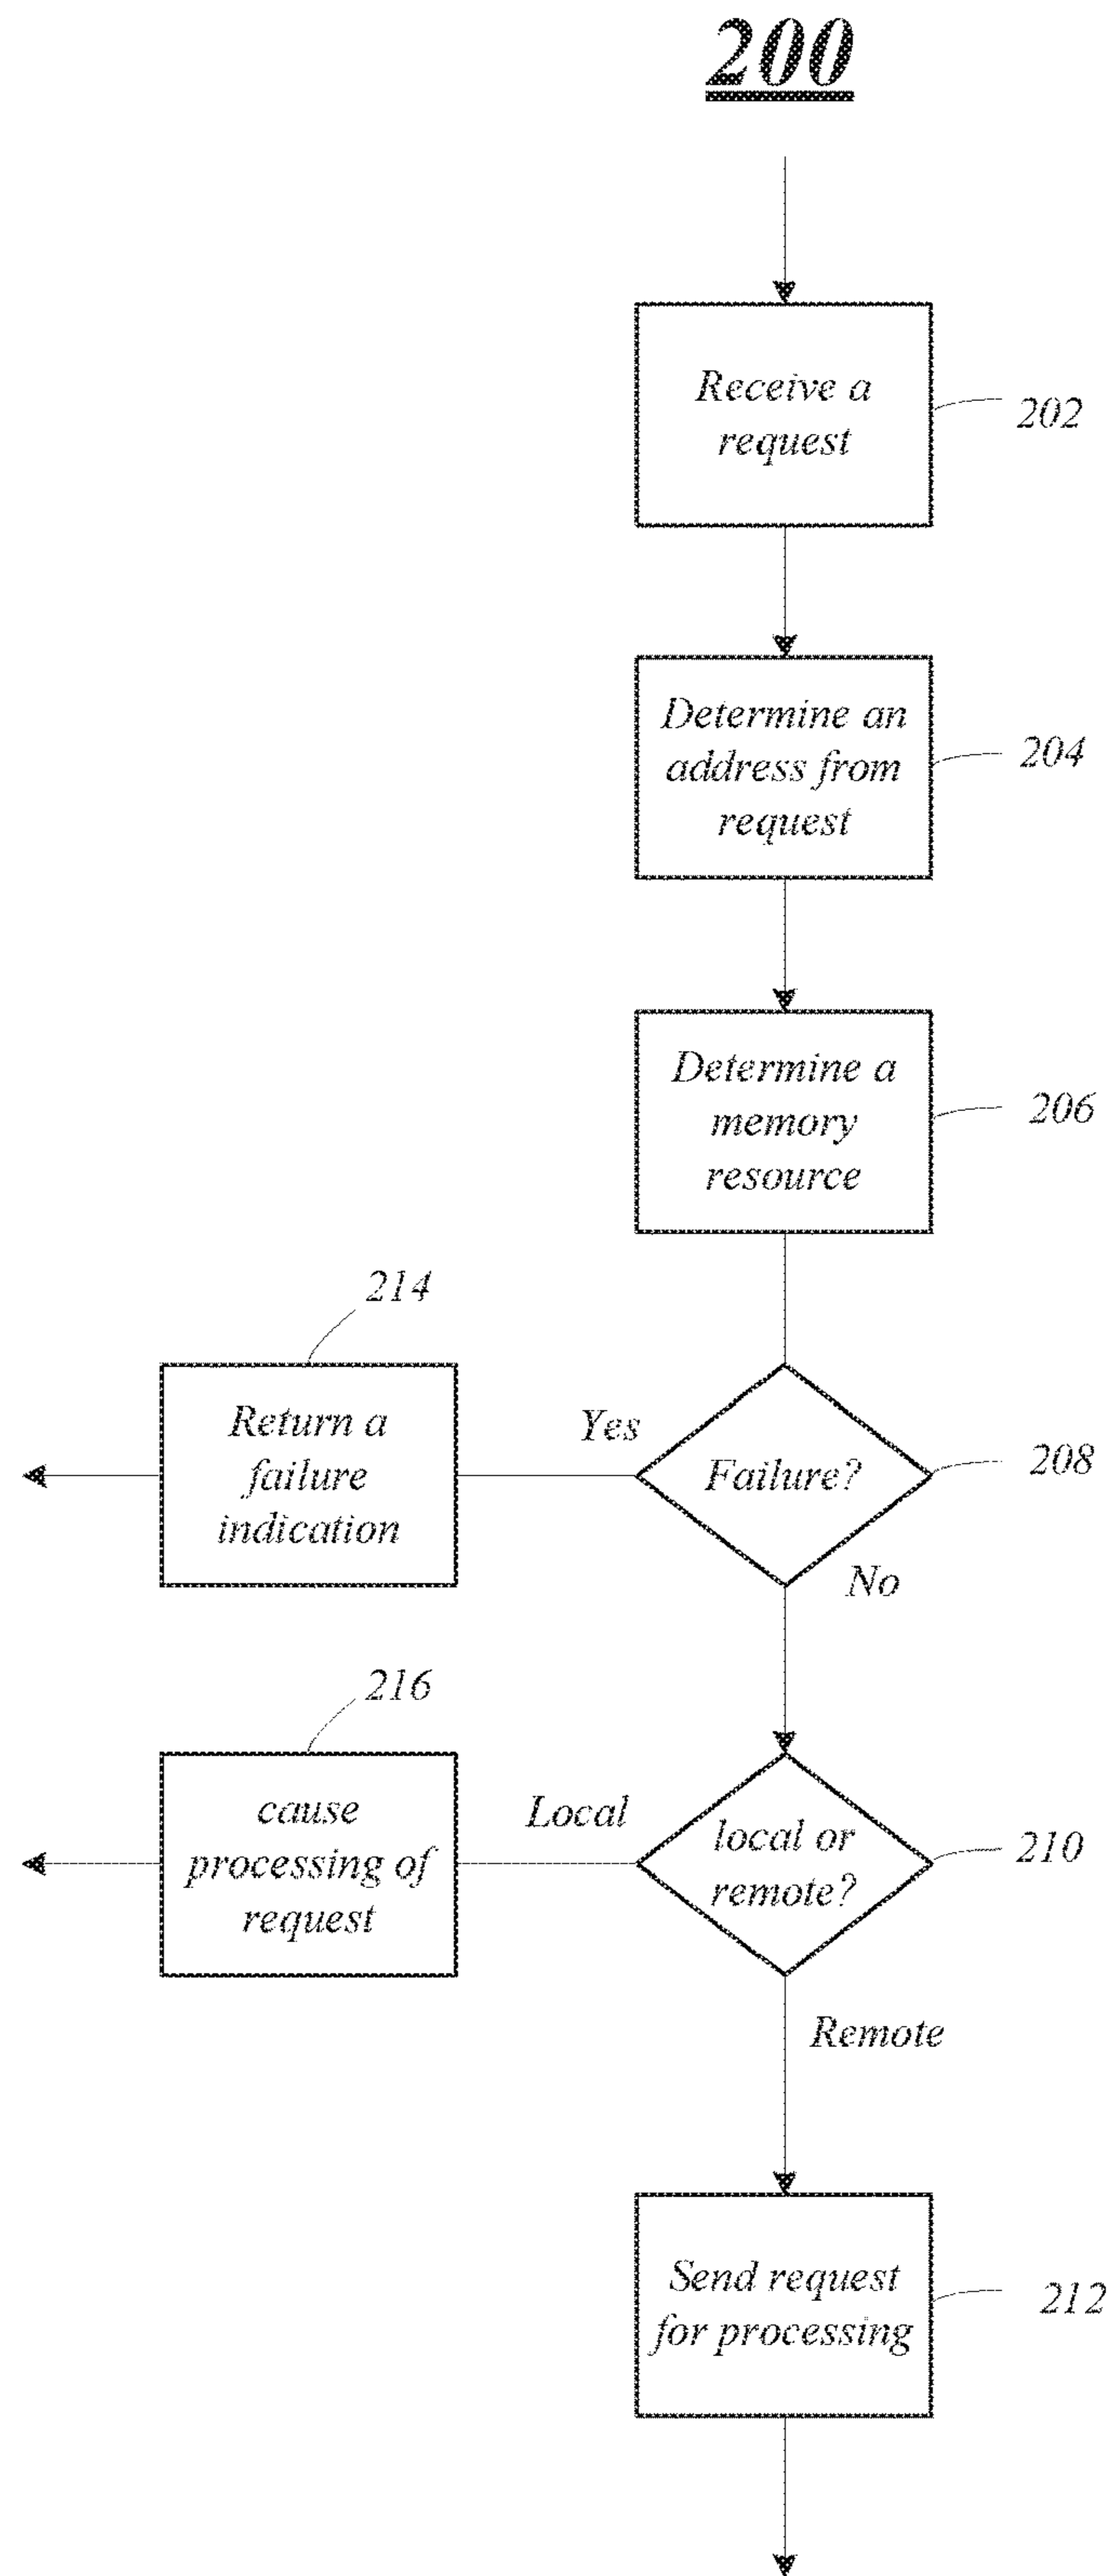 200
Receive a
request
202
Determine an
address from
request
204
Determine a
memory
resource
206
214
Return a
failure
indication
Yes
Failure?
208
No
216
cause
processing of
request
Local
local or
remote?
210
Remote
Send request
for processing
212